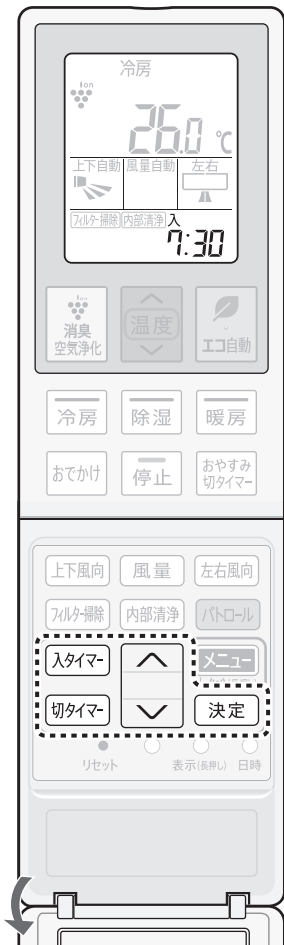 ion
冷房
26.0 ℃
上下自動 風量自動 左右
フィルター掃除 内部清浄 入
7:30
ion
消臭
空気浄化
温度
エコ自動
冷房 除湿 暖房
おでかけ 停止 おやすみ
切タイマー
上下風向 風量 左右風向
フィルター掃除 内部清浄 パトロール
入タイマー メニュー
切タイマー 決定
リセット 表示(長押し) 日時